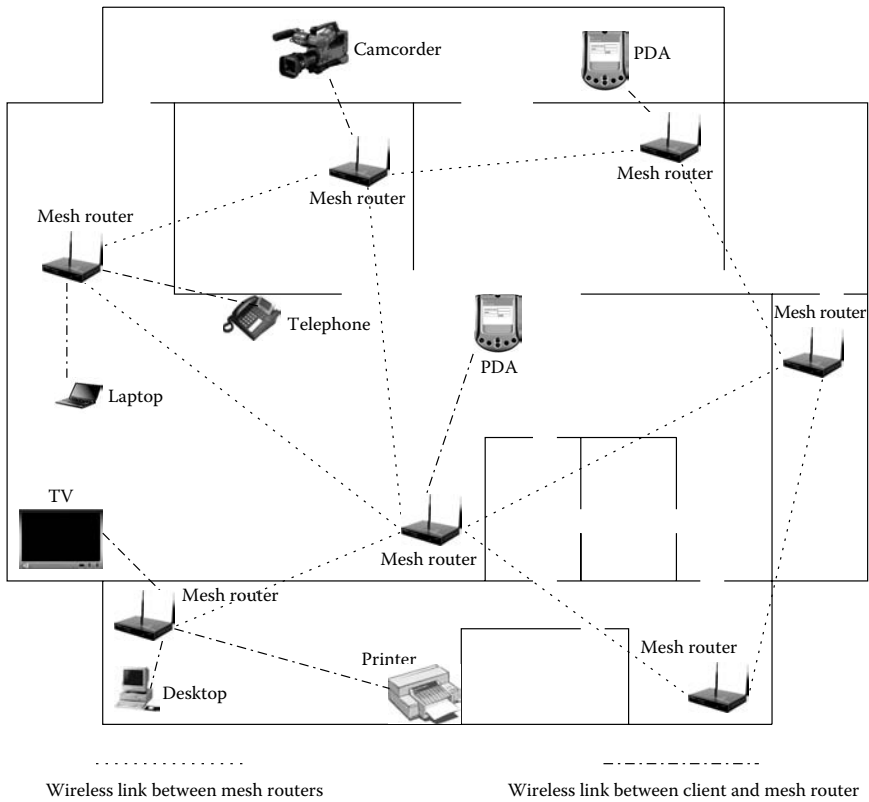 Camcorder
PDA
Mesh router
Mesh router
Mesh router
Telephone
Mesh router
PDA
Laptop
TV
Mesh router
Mesh router
Mesh router
Printer
Desktop
Wireless link between mesh routers
Wireless link between client and mesh router